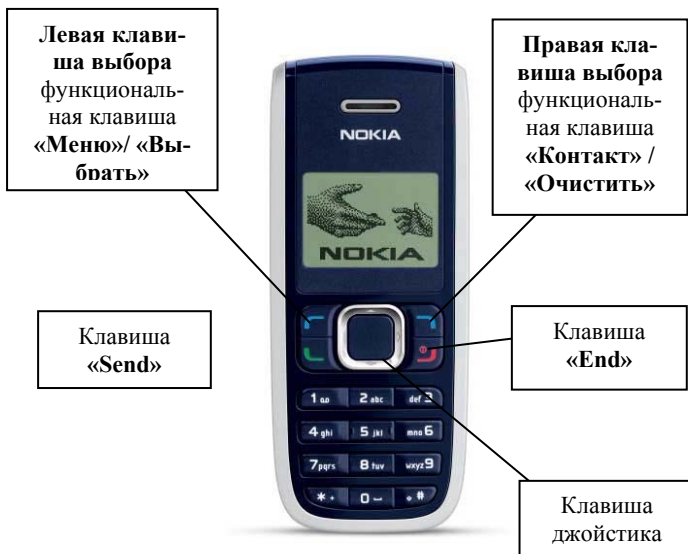 Левая клави-
ша выбора
функциональ-
ная клавиша
«Меню»/ «Вы-
брать»
Правая кла-
виша выбора
функциональ-
ная клавиша
«Контакт» /
«Очистить»
NOKIA
NOKIA
Клавиша
«Send»
Клавиша
«End»
1
2 abc
def 3
4 ghi
5 jkl
mno 6
7 pqrs
8 tuv
wxyz 9
* +
0
#
Клавиша
джойстика